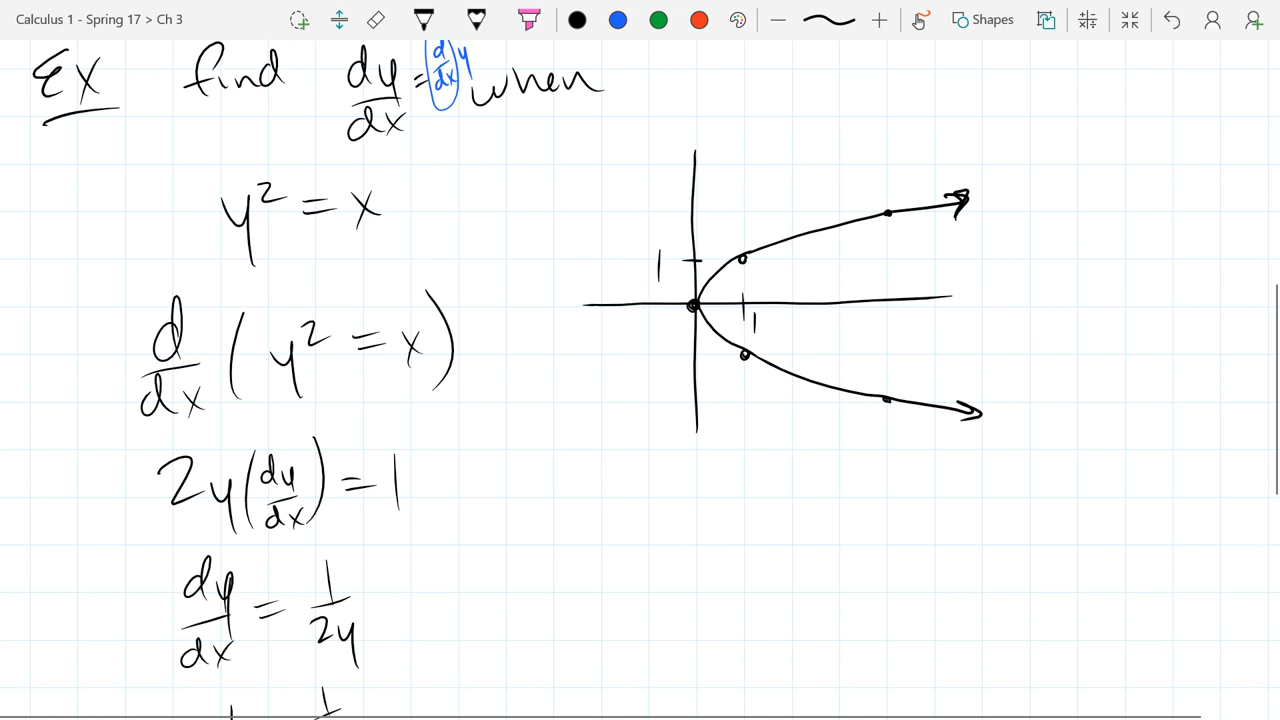 Calculus 1 - Spring 17 > Ch 3
Shapes
Ex find dy/dx = d/dx y when
y² = x
d/dx ( y² = x )
2y(dy/dx) = 1
dy/dx = 1/2y
1
1